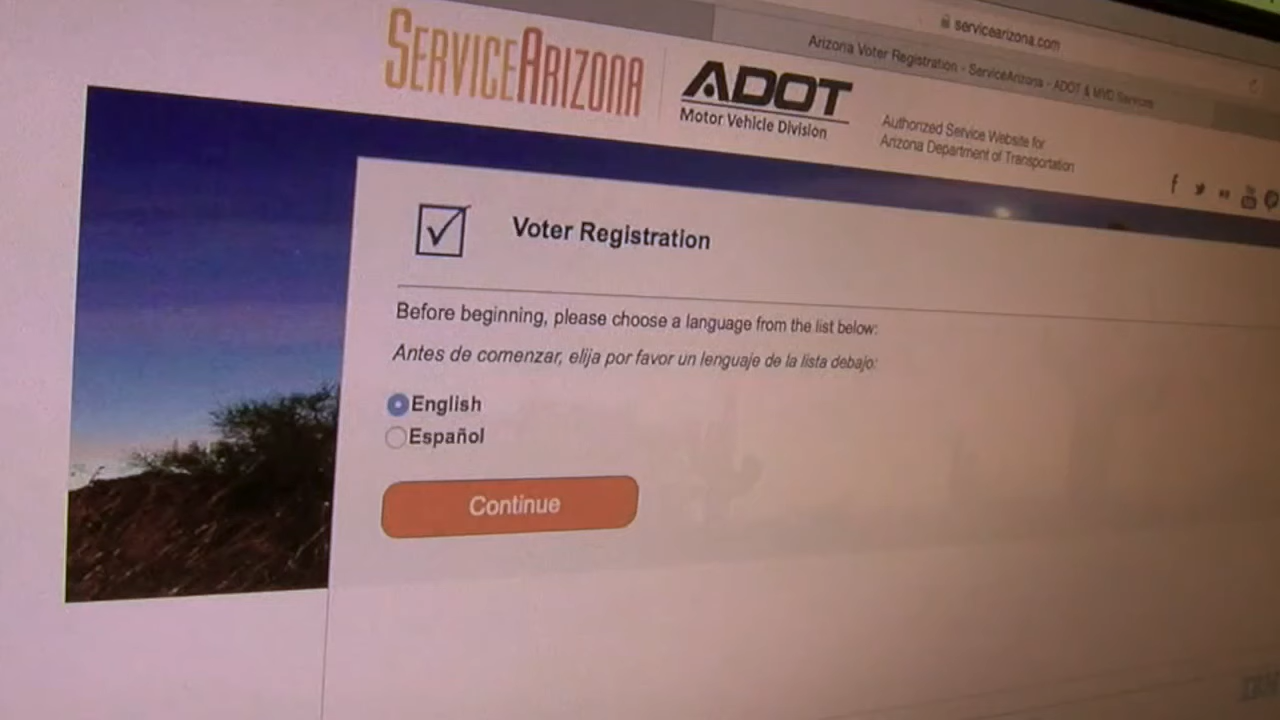 servicearizona.com
Arizona Voter Registration - ServiceArizona - ADOT & MVD Services
SERVICEARIZONA
ADOT
Motor Vehicle Division
Authorized Service Website for
Arizona Department of Transportation
Voter Registration
Before beginning, please choose a language from the list below:
Antes de comenzar, elija por favor un lenguaje de la lista debajo:
English
Español
Continue